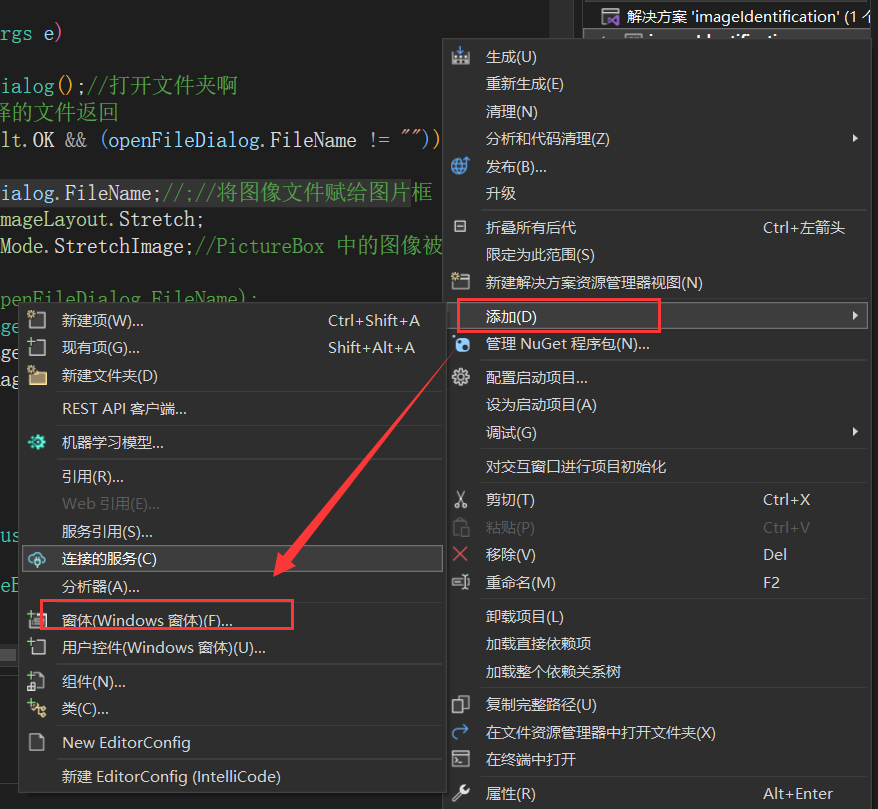 解决方案 'imageIdentification' (1 个
rgs e)
ialog();//打开文件夹啊
择的文件返回
lt.OK && (openFileDialog.FileName != ""))
ialog.FileName;//;//将图像文件赋给图片框
mageLayout.Stretch;
Mode.StretchImage;//PictureBox 中的图像被
penFileDialog.FileName);
生成(U)
重新生成(E)
清理(N)
分析和代码清理(Z)
发布(B)...
升级
折叠所有后代 Ctrl+左箭头
限定为此范围(S)
新建解决方案资源管理器视图(N)
添加(D)
管理 NuGet 程序包(N)...
配置启动项目...
设为启动项目(A)
调试(G)
对交互窗口进行项目初始化
剪切(T) Ctrl+X
粘贴(P) Ctrl+V
移除(V) Del
重命名(M) F2
卸载项目(L)
加载直接依赖项
加载整个依赖关系树
复制完整路径(U)
在文件资源管理器中打开文件夹(X)
在终端中打开
属性(R) Alt+Enter
新建项(W)... Ctrl+Shift+A
现有项(G)... Shift+Alt+A
新建文件夹(D)
REST API 客户端...
机器学习模型...
引用(R)...
Web 引用(E)...
服务引用(S)...
连接的服务(C)
分析器(A)...
窗体(Windows 窗体)(F)...
用户控件(Windows 窗体)(U)...
组件(N)...
类(C)...
New EditorConfig
新建 EditorConfig (IntelliCode)